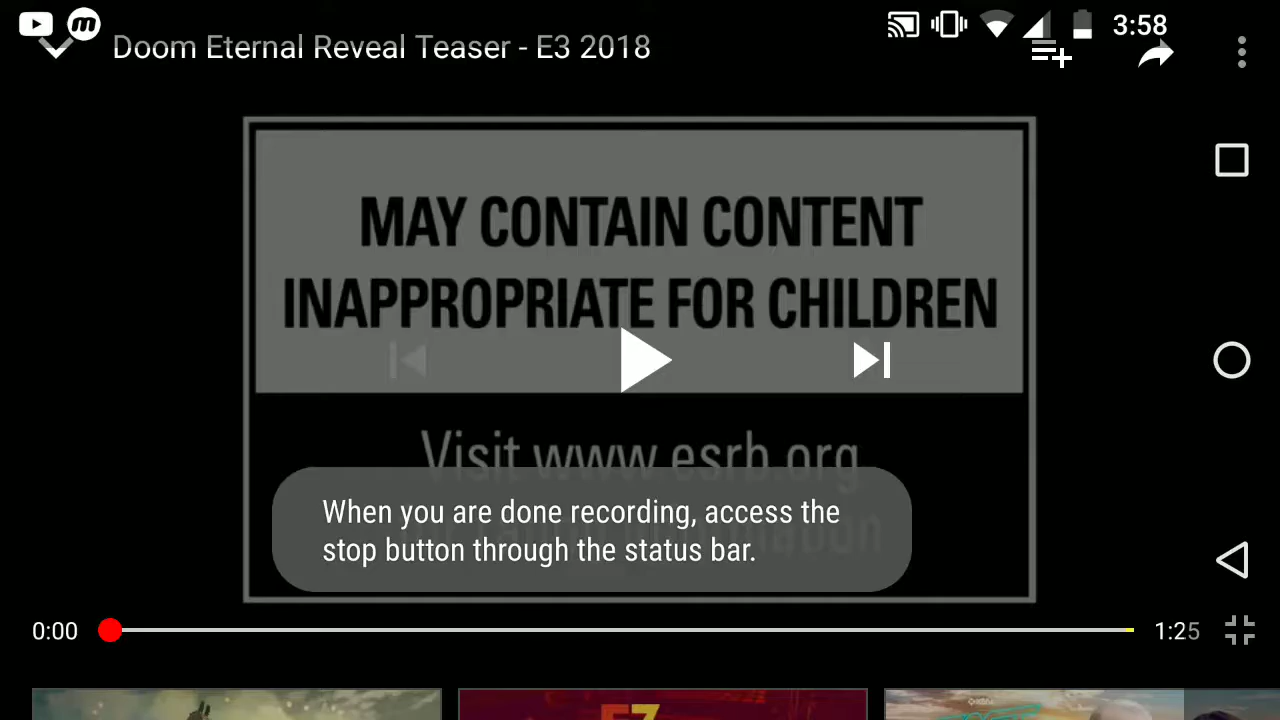 3:58
Doom Eternal Reveal Teaser - E3 2018
MAY CONTAIN CONTENT
INAPPROPRIATE FOR CHILDREN
Visit www.esrb.org
When you are done recording, access the
stop button through the status bar.
0:00
1:25
E3